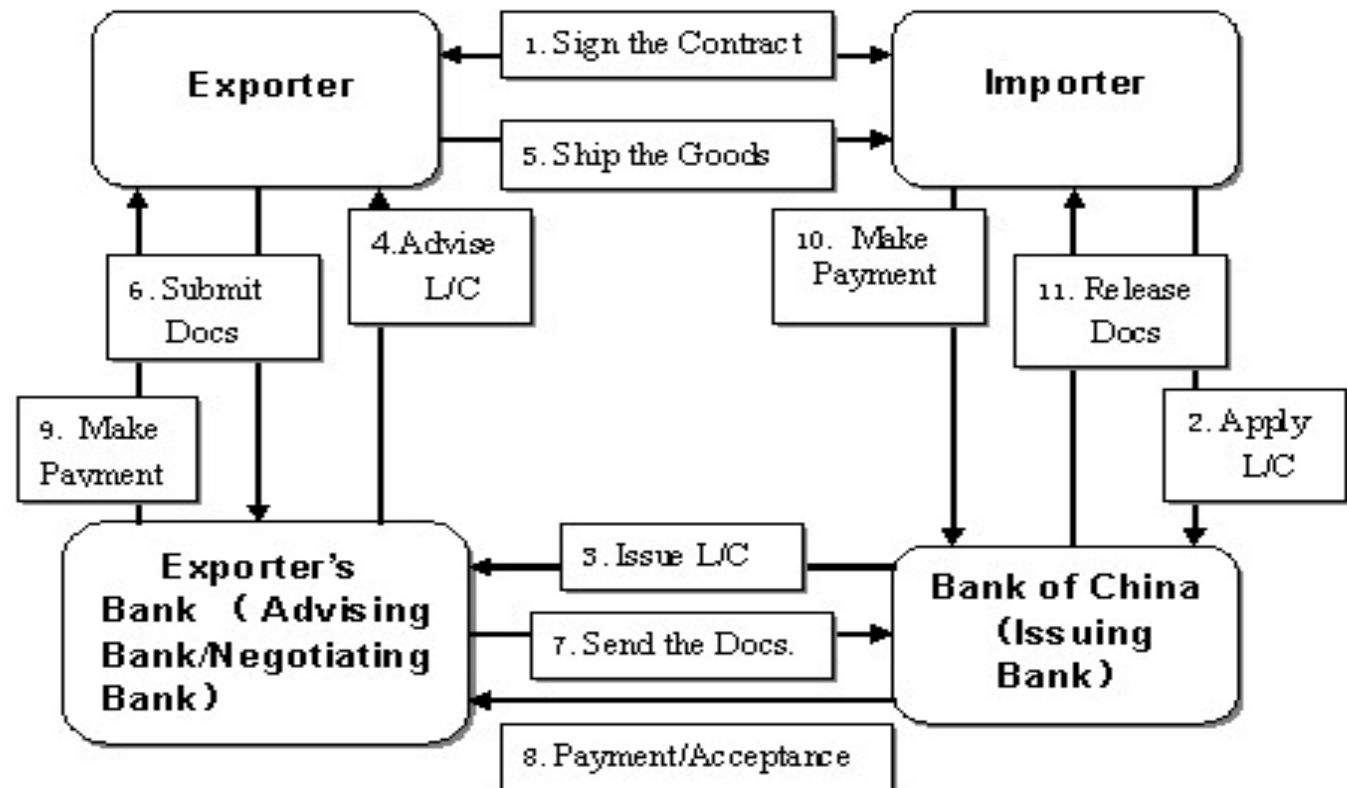 1. Sign the Contract
Exporter
Importer
5. Ship the Goods
4.Advise
L/C
10. Make
Payment
6. Submit
Docs
11. Release
Docs
9. Make
Payment
2. Apply
L/C
3. Issue L/C
Exporter's
Bank ( Advising
Bank/Negotiating
Bank)
Bank of China
(Issuing
Bank)
7. Send the Docs.
8. Payment/Acceptance